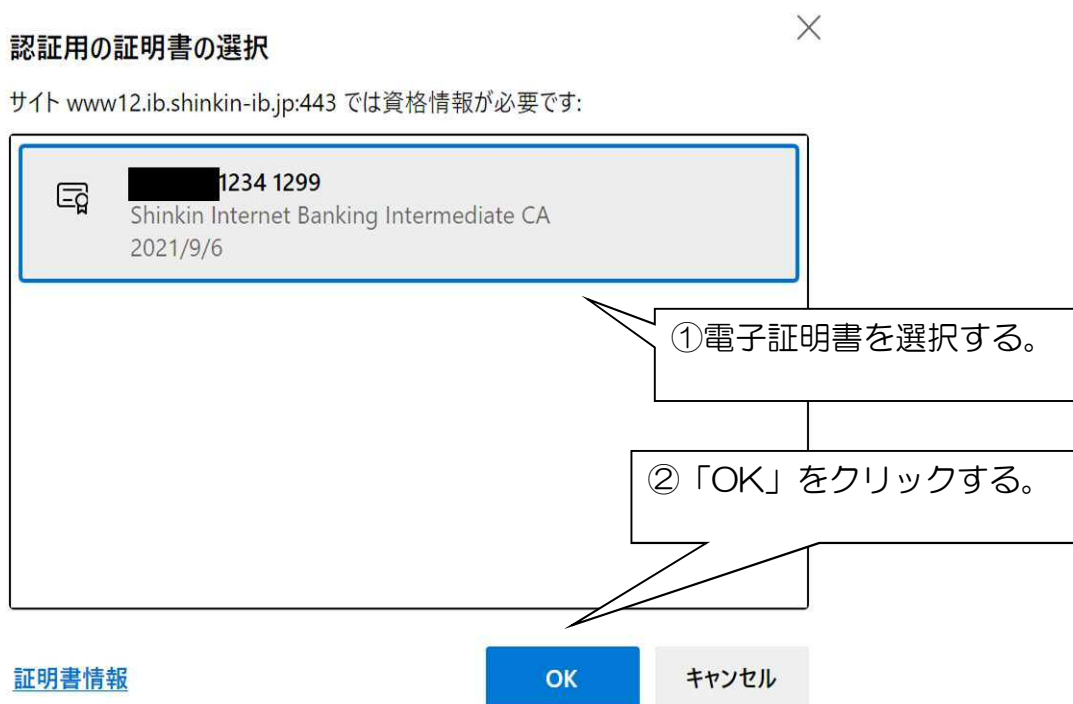 認証用の証明書の選択
サイト www12.ib.shinkin-ib.jp:443 では資格情報が必要です:
1234 1299
Shinkin Internet Banking Intermediate CA
2021/9/6
①電子証明書を選択する。
②「OK」をクリックする。
証明書情報
OK
キャンセル